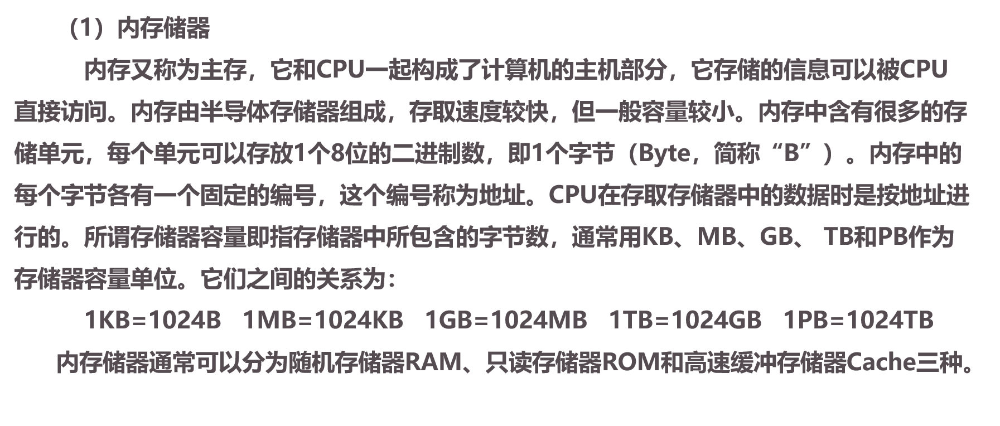 （1）内存储器
内存又称为主存，它和CPU一起构成了计算机的主机部分，它存储的信息可以被CPU
直接访问。内存由半导体存储器组成，存取速度较快，但一般容量较小。内存中含有很多的存
储单元，每个单元可以存放1个8位的二进制数，即1个字节（Byte，简称“B”）。内存中的
每个字节各有一个固定的编号，这个编号称为地址。CPU在存取存储器中的数据时是按地址进
行的。所谓存储器容量即指存储器中所包含的字节数，通常用KB、MB、GB、 TB和PB作为
存储器容量单位。它们之间的关系为：
1KB=1024B 1MB=1024KB 1GB=1024MB 1TB=1024GB 1PB=1024TB
内存储器通常可以分为随机存储器RAM、只读存储器ROM和高速缓冲存储器Cache三种。